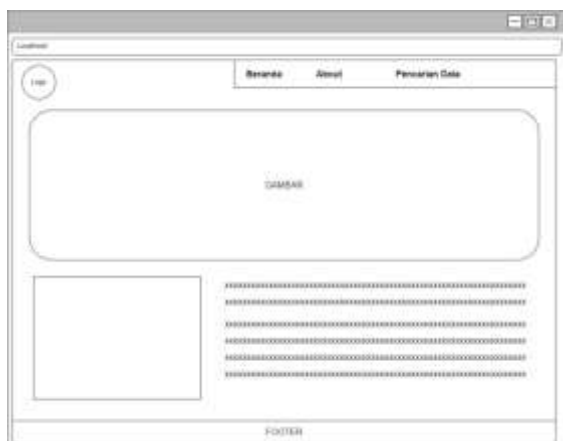 Localhost
Logo
Beranda About Pencarian Data
GAMBAR
FOOTER